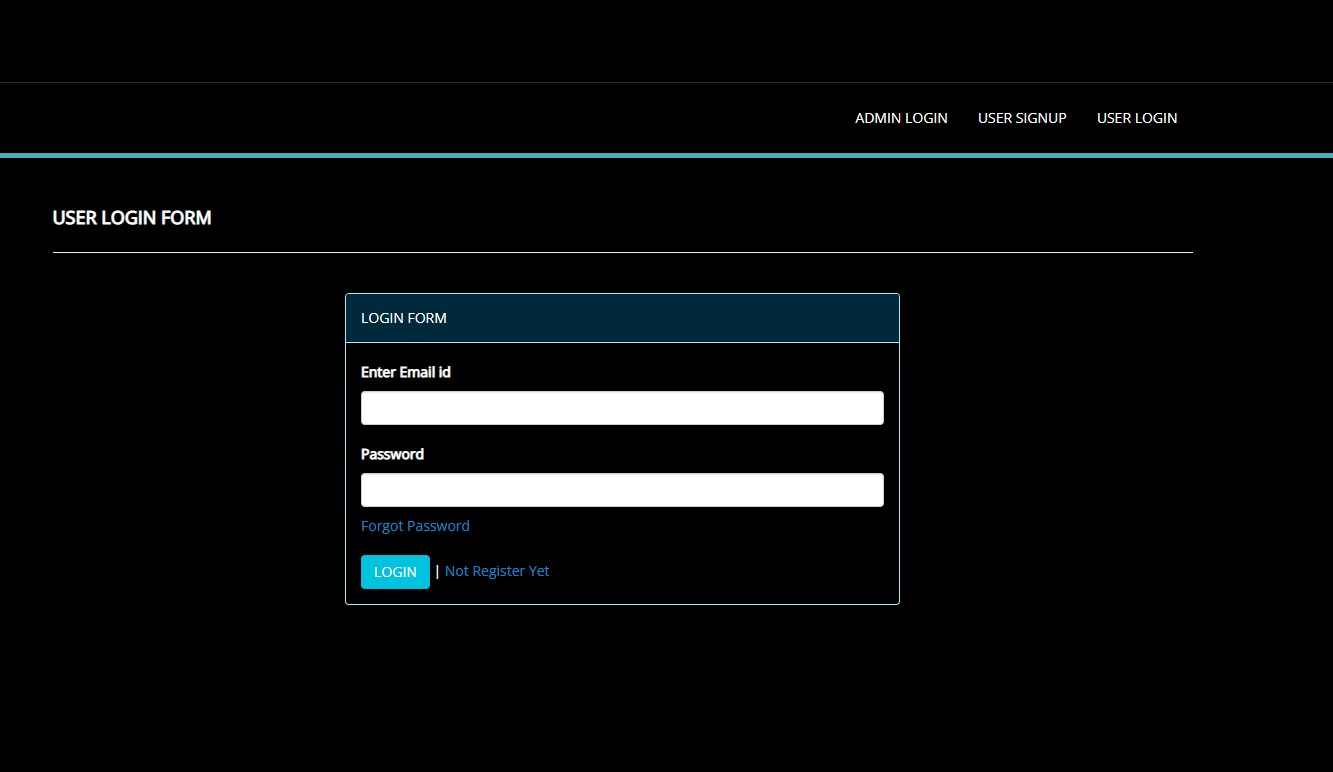 ADMIN LOGIN USER SIGNUP USER LOGIN
USER LOGIN FORM
LOGIN FORM
Enter Email id
Password
Forgot Password
LOGIN | Not Register Yet